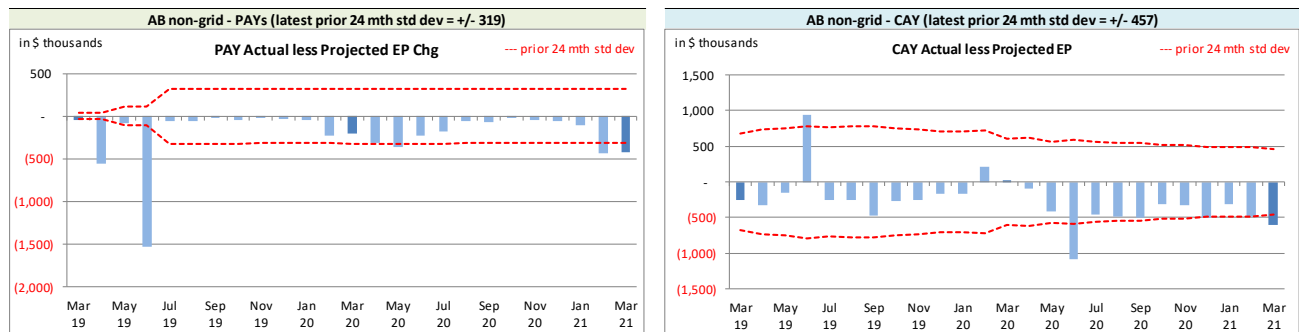 AB non-grid - PAYs (latest prior 24 mth std dev = +/- 319)
in $ thousands
PAY Actual less Projected EP Chg
--- prior 24 mth std dev
500
-
(500)
(1,000)
(1,500)
(2,000)
Mar May Jul Sep Nov Jan Mar May Jul Sep Nov Jan Mar
19 19 19 19 19 20 20 20 20 20 20 21 21
AB non-grid - CAY (latest prior 24 mth std dev = +/- 457)
in $ thousands
CAY Actual less Projected EP
--- prior 24 mth std dev
1,500
1,000
500
-
(500)
(1,000)
(1,500)
Mar May Jul Sep Nov Jan Mar May Jul Sep Nov Jan Mar
19 19 19 19 19 20 20 20 20 20 20 21 21